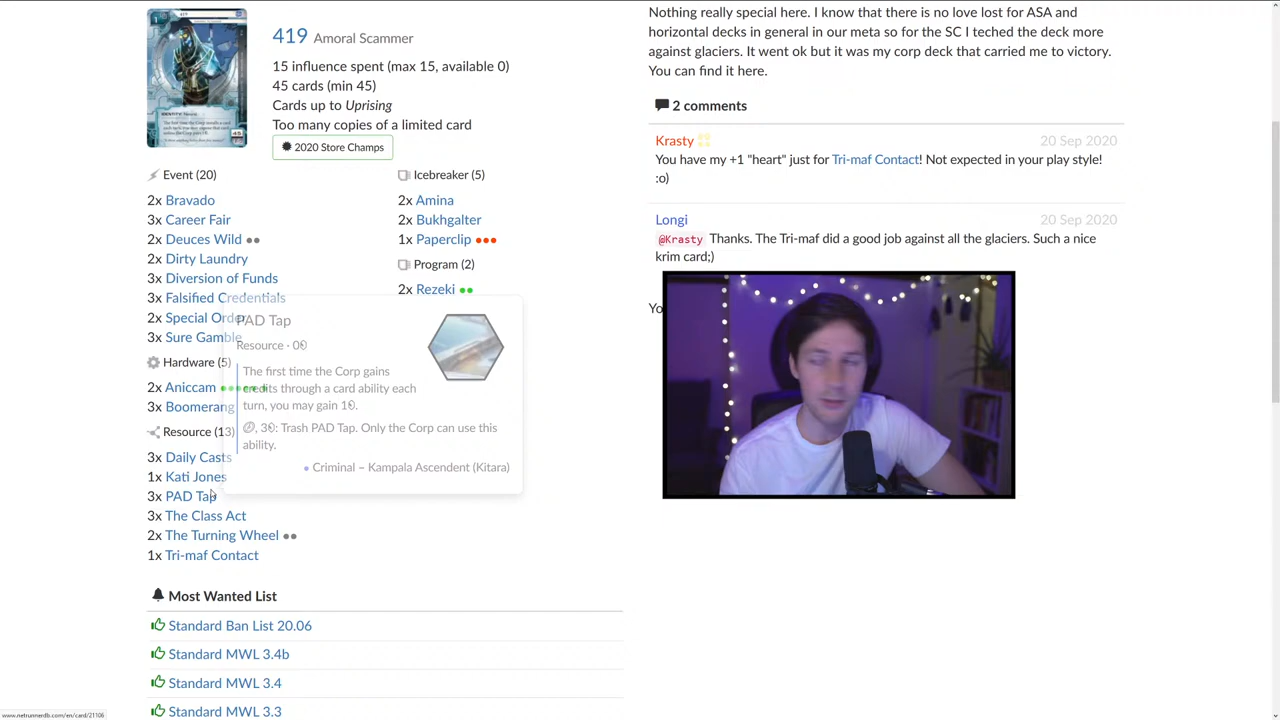 419 Amoral Scammer
15 influence spent (max 15, available 0)
45 cards (min 45)
Cards up to Uprising
Too many copies of a limited card
2020 Store Champs
Event (20)
2x Bravado
3x Career Fair
2x Deuces Wild
2x Dirty Laundry
3x Diversion of Funds
3x Falsified Credentials
2x Special Order
3x Sure Gamble
Hardware (5)
2x Aniccam
3x Boomerang
Resource (13)
3x Daily Casts
1x Kati Jones
3x PAD Tap
3x The Class Act
2x The Turning Wheel
1x Tri-maf Contact
Icebreaker (5)
2x Amina
2x Bukhgalter
1x Paperclip
Program (2)
2x Rezeki
PAD Tap
Resource · 0
The first time the Corp gains
credits through a card ability each
turn, you may gain 1
, 3: Trash PAD Tap. Only the Corp can use this
ability.
Criminal – Kampala Ascendent (Kitara)
Most Wanted List
Standard Ban List 20.06
Standard MWL 3.4b
Standard MWL 3.4
Standard MWL 3.3
Nothing really special here. I know that there is no love lost for ASA and
horizontal decks in general in our meta so for the SC I teched the deck more
against glaciers. It went ok but it was my corp deck that carried me to victory.
You can find it here.
2 comments
Krasty
20 Sep 2020
You have my +1 "heart" just for Tri-maf Contact! Not expected in your play style!
:o)
Longi
20 Sep 2020
@Krasty Thanks. The Tri-maf did a good job against all the glaciers. Such a nice
krim card;)
Yo
www.netrunnerdb.com/en/card/21106